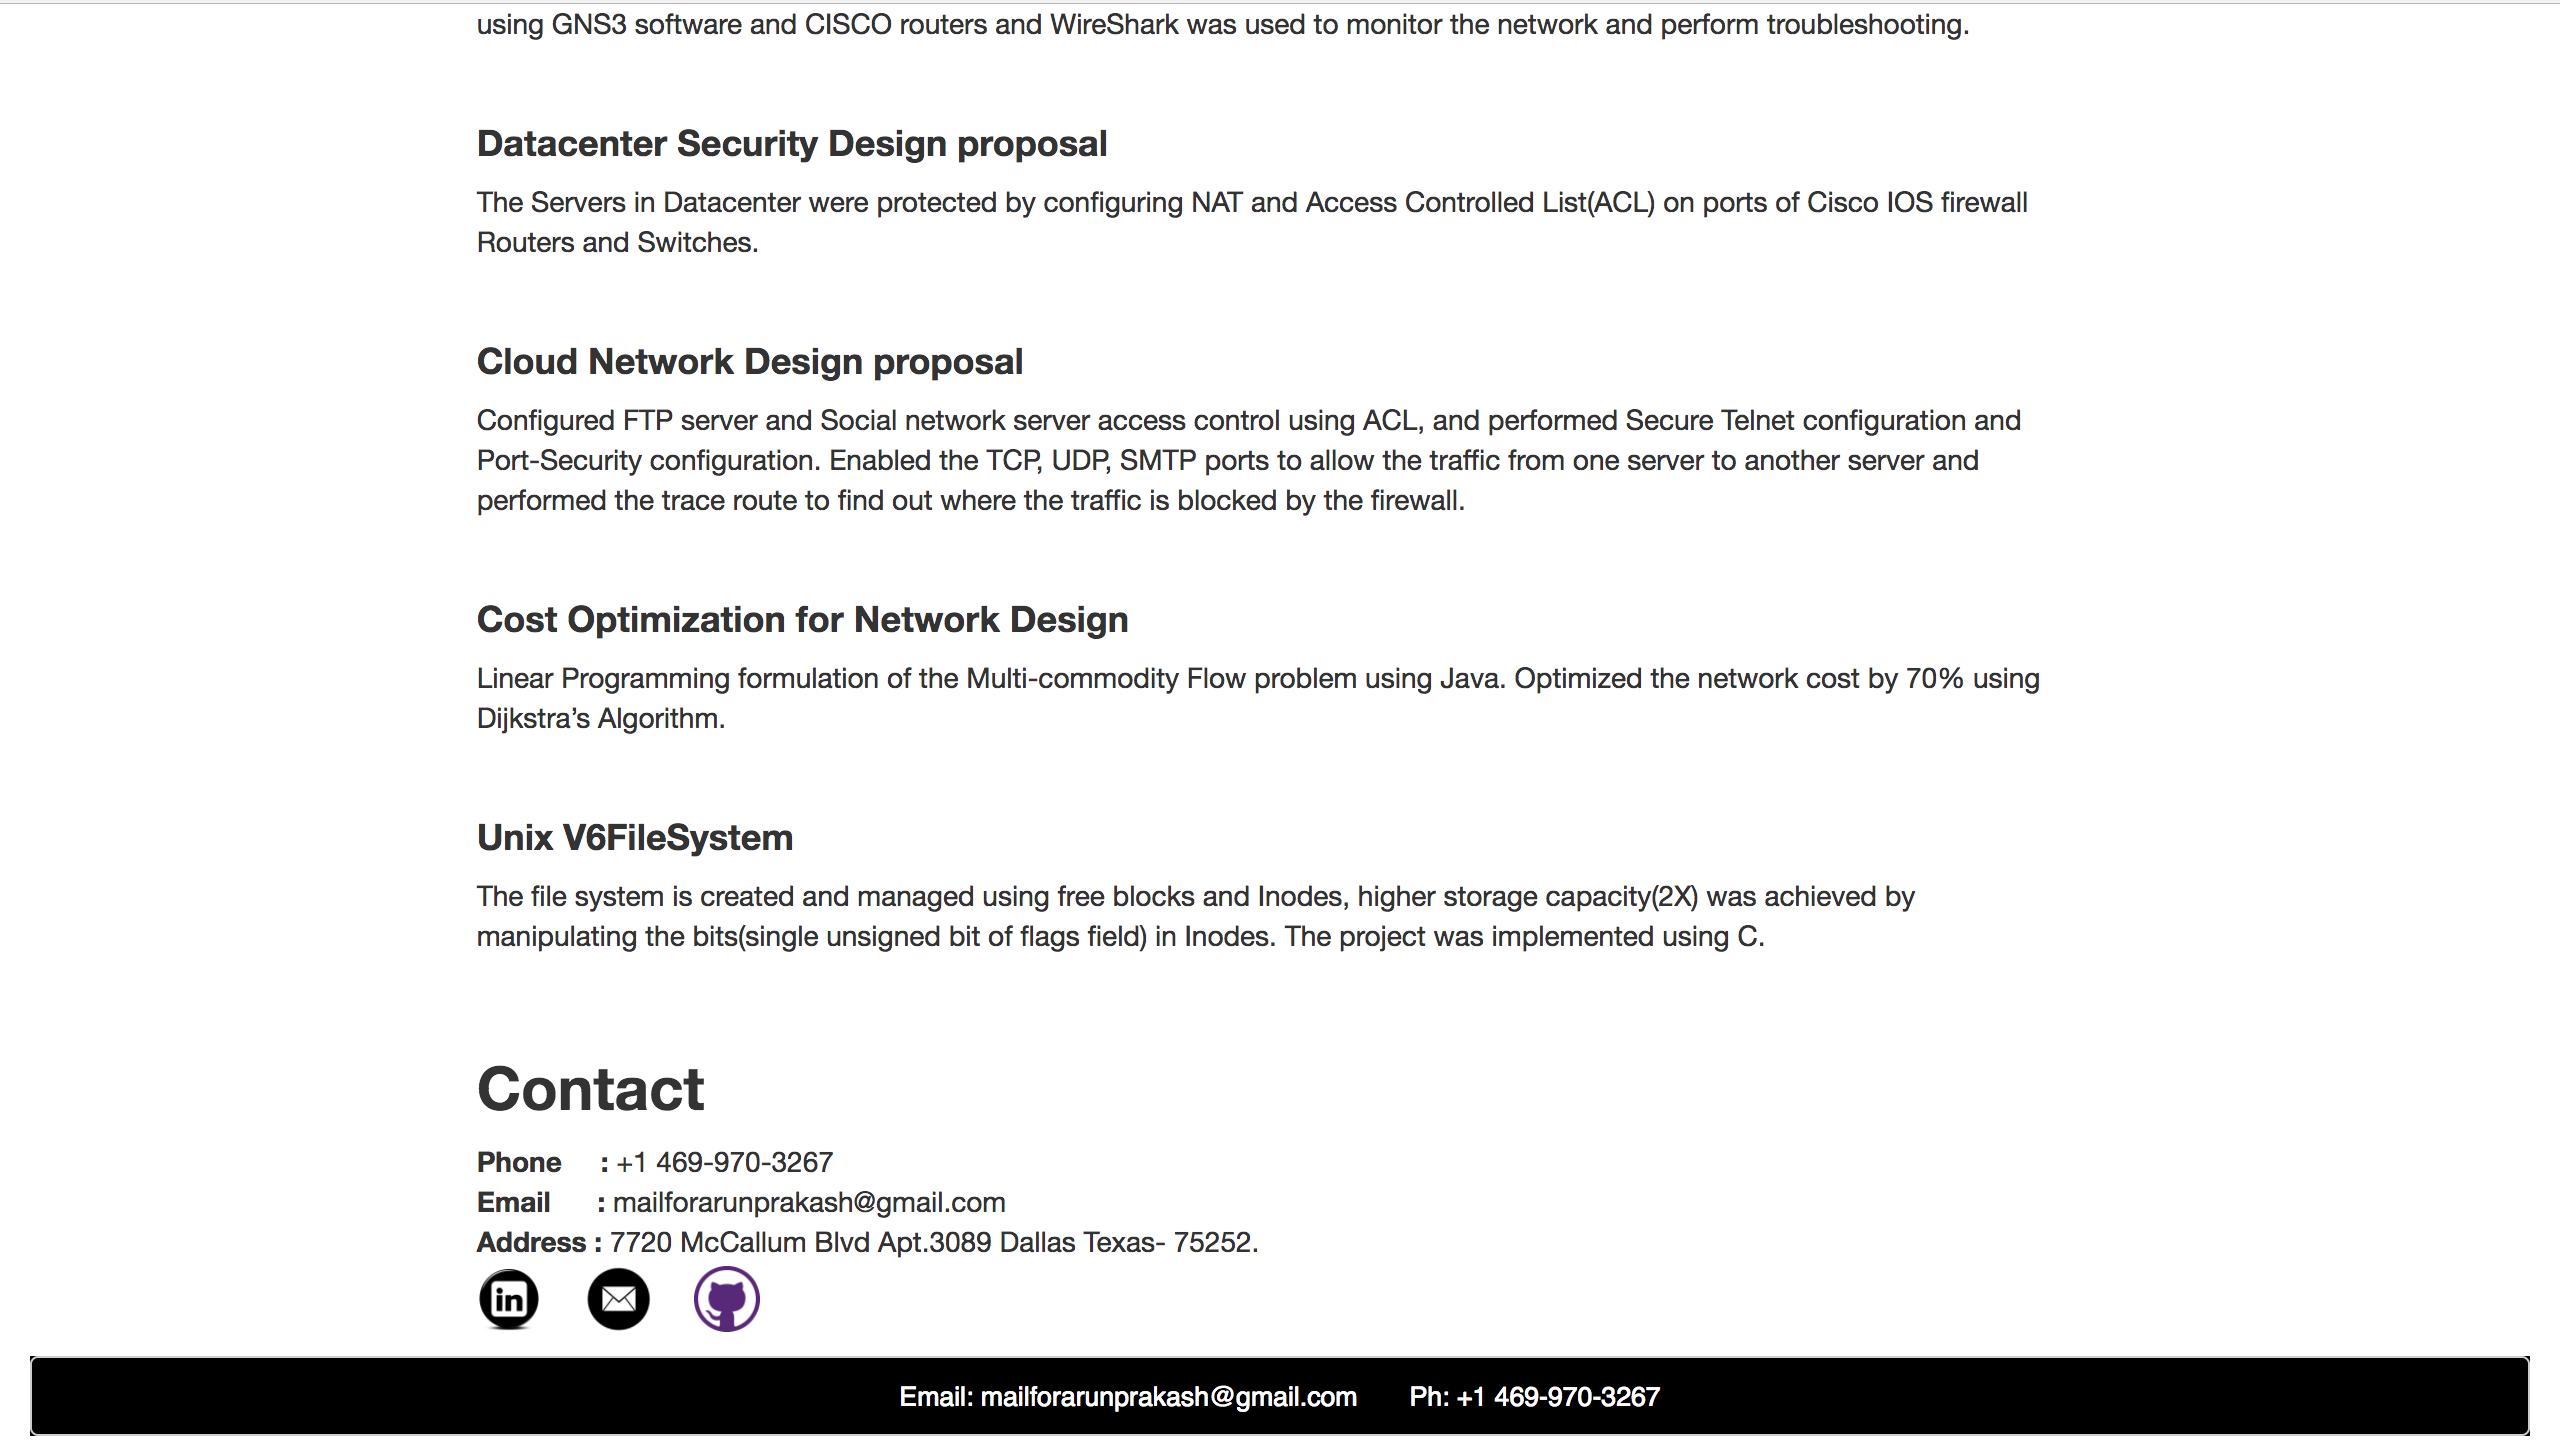 using GNS3 software and CISCO routers and WireShark was used to monitor the network and perform troubleshooting.
Datacenter Security Design proposal
The Servers in Datacenter were protected by configuring NAT and Access Controlled List(ACL) on ports of Cisco IOS firewall
Routers and Switches.
Cloud Network Design proposal
Configured FTP server and Social network server access control using ACL, and performed Secure Telnet configuration and
Port-Security configuration. Enabled the TCP, UDP, SMTP ports to allow the traffic from one server to another server and
performed the trace route to find out where the traffic is blocked by the firewall.
Cost Optimization for Network Design
Linear Programming formulation of the Multi-commodity Flow problem using Java. Optimized the network cost by 70% using
Dijkstra’s Algorithm.
Unix V6FileSystem
The file system is created and managed using free blocks and Inodes, higher storage capacity(2X) was achieved by
manipulating the bits(single unsigned bit of flags field) in Inodes. The project was implemented using C.
Contact
Phone : +1 469-970-3267
Email : mailforarunprakash@gmail.com
Address : 7720 McCallum Blvd Apt.3089 Dallas Texas- 75252.
in
Email: mailforarunprakash@gmail.com Ph: +1 469-970-3267